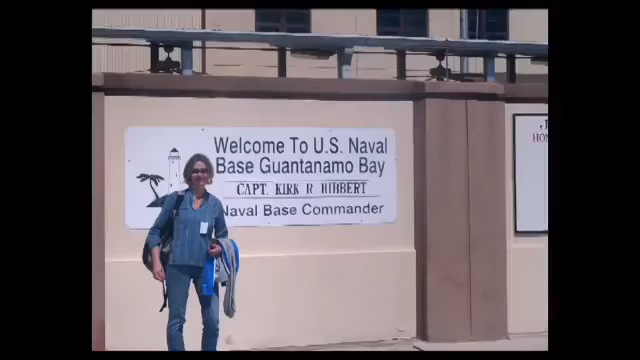 Welcome To U.S. Naval
Base Guantanamo Bay
CAPT. KIRK R HIBBERT
Naval Base Commander